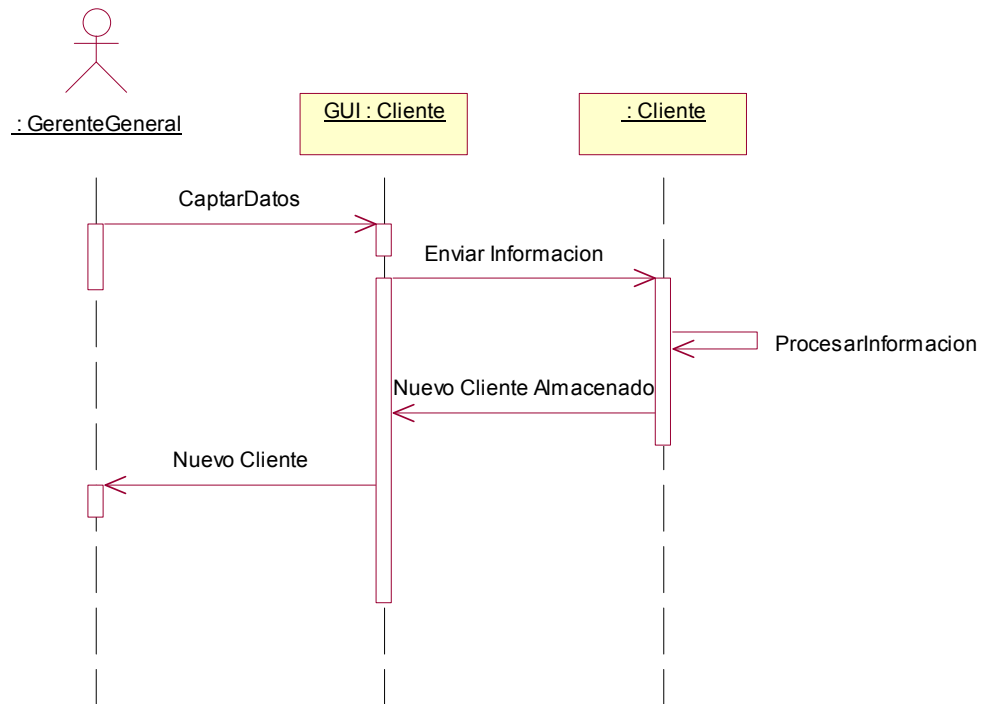 : GerenteGeneral
GUI : Cliente
: Cliente
CaptarDatos
Enviar Informacion
ProcesarInformacion
Nuevo Cliente Almacenado
Nuevo Cliente